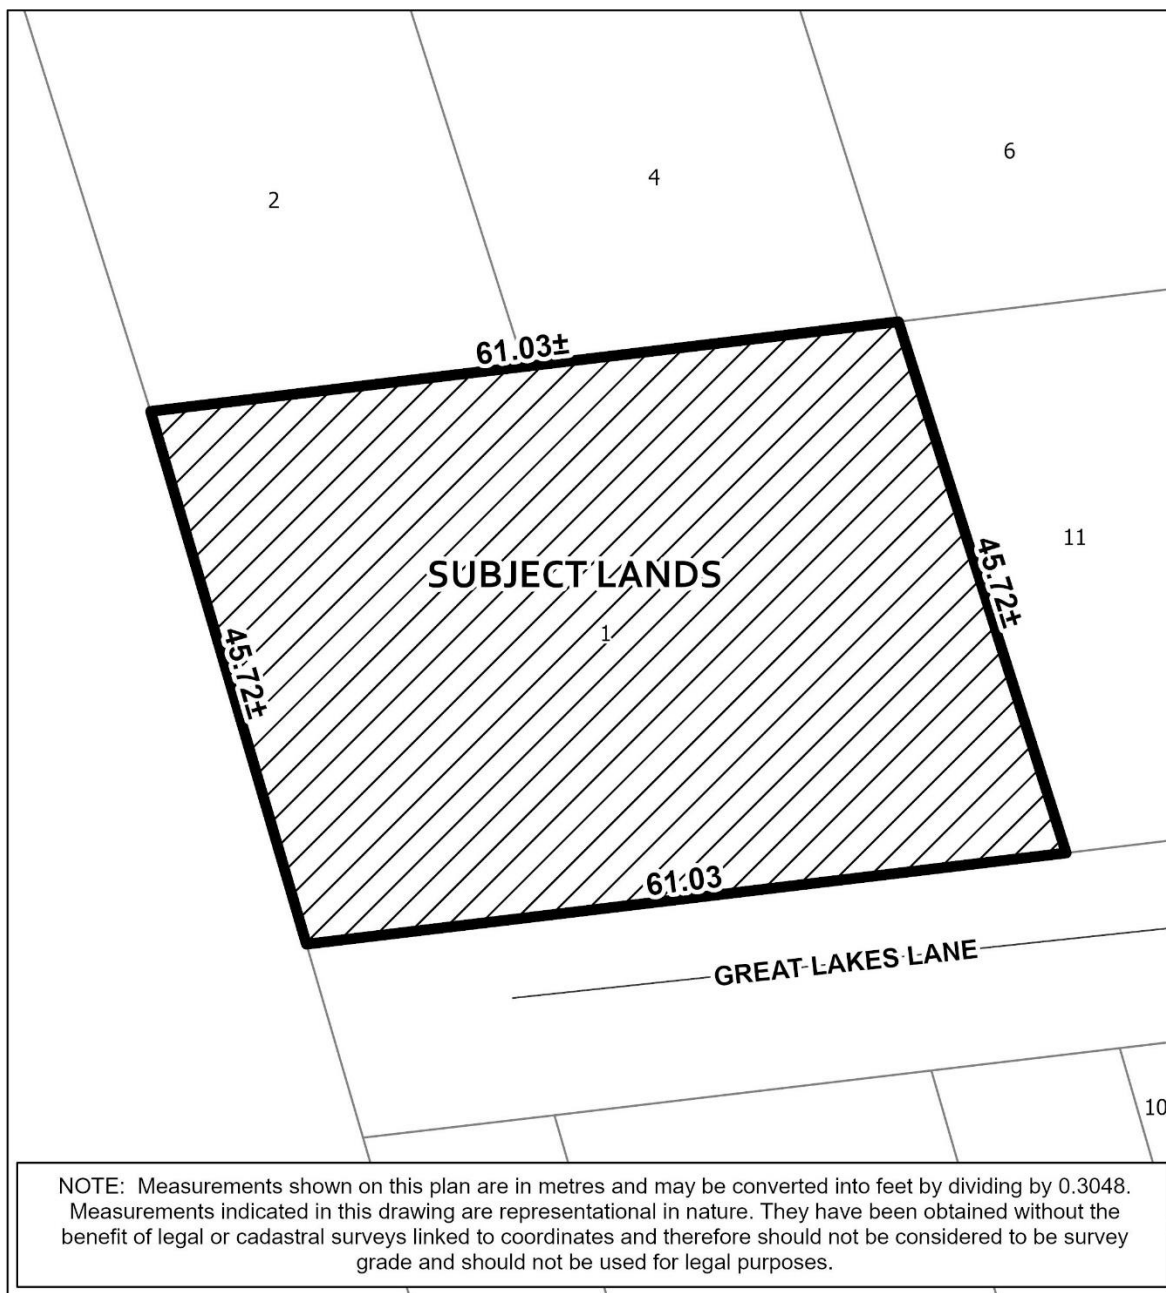 6
4
2
61.03±
11
45.72±
SUBJECT LANDS
1
45.72±
61.03
GREAT LAKES LANE
10
NOTE: Measurements shown on this plan are in metres and may be converted into feet by dividing by 0.3048.
Measurements indicated in this drawing are representational in nature. They have been obtained without the
benefit of legal or cadastral surveys linked to coordinates and therefore should not be considered to be survey
grade and should not be used for legal purposes.